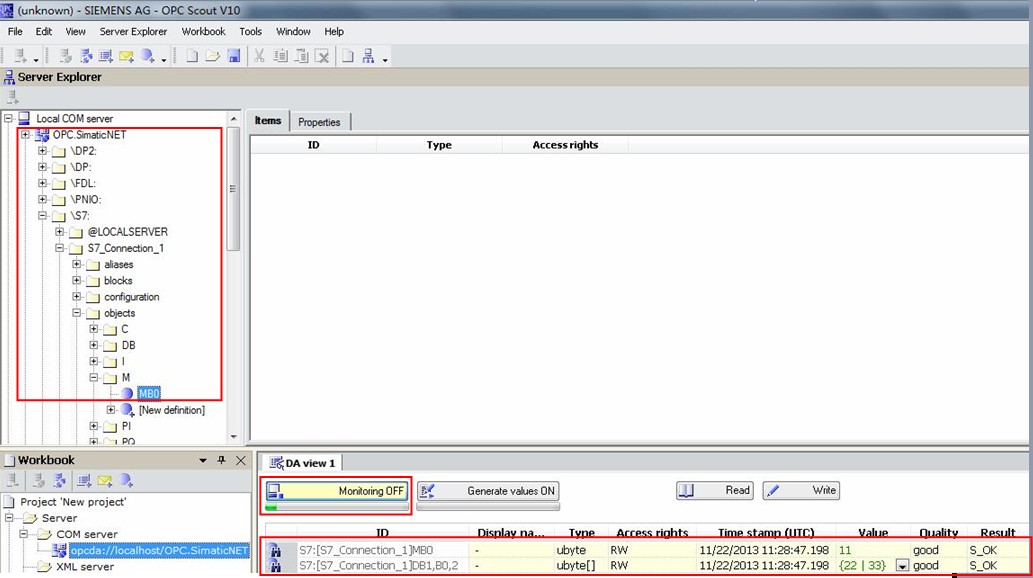 (unknown) - SIEMENS AG - OPC Scout V10
File Edit View Server Explorer Workbook Tools Window Help
Server Explorer
Local COM server
OPC.SimaticNET
\DP2:
\DP:
\FDL:
\PNIO:
\S7:
@LOCALSERVER
S7_Connection_1
aliases
blocks
configuration
objects
C
DB
I
M
MB0
[New definition]
PI
PQ
Items Properties
ID Type Access rights
Workbook
Project 'New project'
Server
COM server
opcda://localhost/OPC.SimaticNET
XML server
DA view 1
Monitoring OFF Generate values ON Read Write
ID Display na... Type Access rights Time stamp (UTC) Value Quality Result
S7:[S7_Connection_1]MB0 - ubyte RW 11/22/2013 11:28:47.198 11 good S_OK
S7:[S7_Connection_1]DB1,B0,2 - ubyte[] RW 11/22/2013 11:28:47.198 {22 | 33} good S_OK